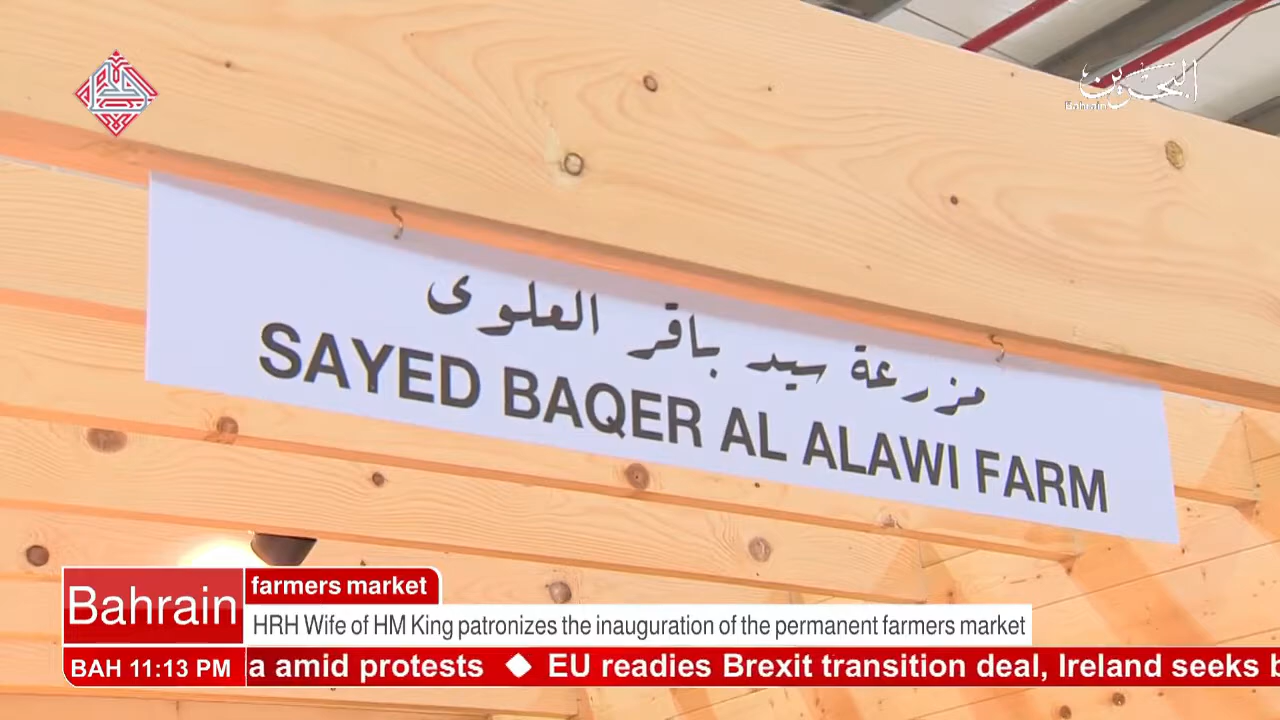 البحرين
Bahrain
مزرعة سيد باقر العلوى
SAYED BAQER AL ALAWI FARM
Bahrain
farmers market
HRH Wife of HM King patronizes the inauguration of the permanent farmers market
BAH 11:13 PM
a amid protests ◆ EU readies Brexit transition deal, Ireland seeks